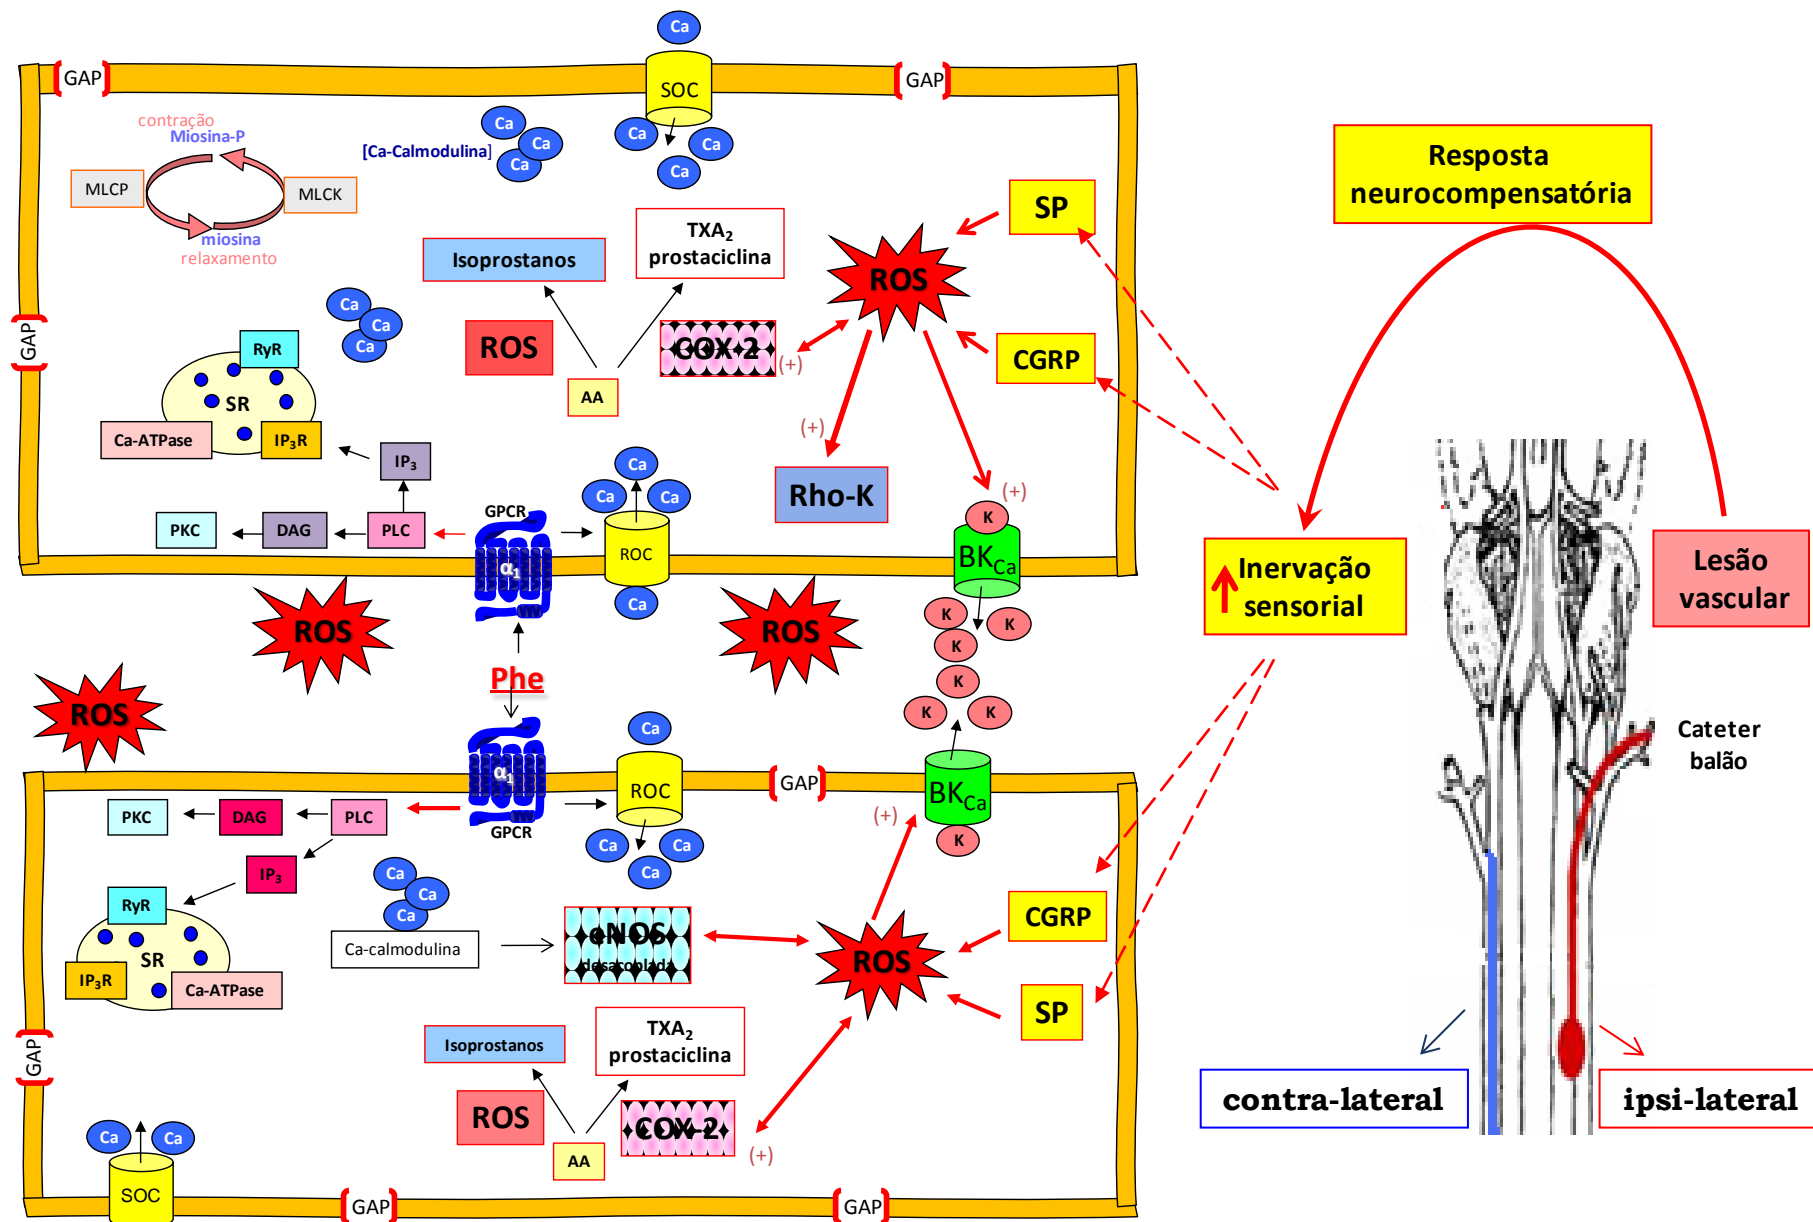 GAP
Ca
SOC
GAP
contração
Miosina-P
MLCP
MLCK
miosina
relaxamento
[Ca-Calmodulina]
Ca
Ca
Ca
Ca
Ca
Ca
GAP
Ca
Ca
Ca
RyR
SR
Ca-ATPase
IP3R
IP3
PKC
DAG
PLC
GPCR
α1
Isoprostanos
TXA2
prostaciclina
ROS
AA
COX-2
(+)
ROS
SP
CGRP
(+)
Rho-K
Ca
Ca
Ca
ROC
Ca
(+)
K
BKCa
K
K
K
K
K
K
K
ROS
ROS
ROS
Phe
α1
GPCR
Ca
ROC
Ca
Ca
Ca
GAP
BKCa
K
(+)
PKC
DAG
PLC
IP3
RyR
SR
IP3R
Ca-ATPase
Ca
Ca
Ca
Ca-calmodulina
eNOS
desacoplada
ROS
CGRP
SP
Isoprostanos
TXA2
prostaciclina
ROS
AA
COX-2
(+)
GAP
Ca
Ca
SOC
GAP
GAP
Resposta
neurocompensatória
Inervação
sensorial
Lesão
vascular
Cateter
balão
contra-lateral
ipsi-lateral